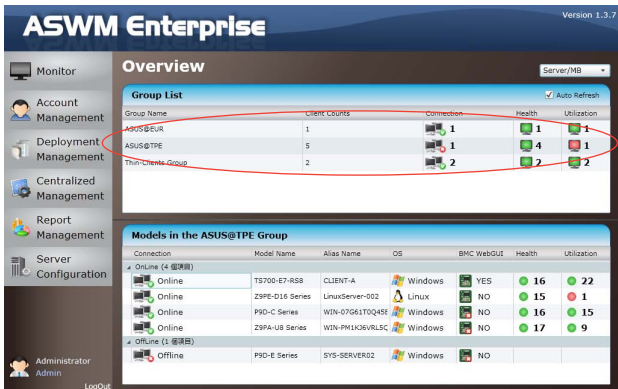 ASWM Enterprise
Version 1.3.7
Monitor
Account
Management
Deployment
Management
Centralized
Management
Report
Management
Server
Configuration
Administrator
Admin
LogOut
Overview
Server/MB
Group List
Auto Refresh
Group Name Client Counts Connection Health Utilization
ASUS@EUR 1 1 1 1
ASUS@TPE 5 1 4 1
Thin-Clients Group 2 2 2 2
Models in the ASUS@TPE Group
Connection Model Name Alias Name OS BMC WebGUI Health Utilization
OnLine (4 個項目)
Online TS700-E7-RS8 CLIENT-A Windows YES 16 22
Online Z9PE-D16 Series LinuxServer-002 Linux NO 15 1
Online P9D-C Series WIN-07G61T0Q45E Windows NO 16 15
Online Z9PA-U8 Series WIN-PM1KJ6VRL5C Windows NO 17 9
OffLine (1 個項目)
Offline P9D-E Series SYS-SERVER02 Windows NO